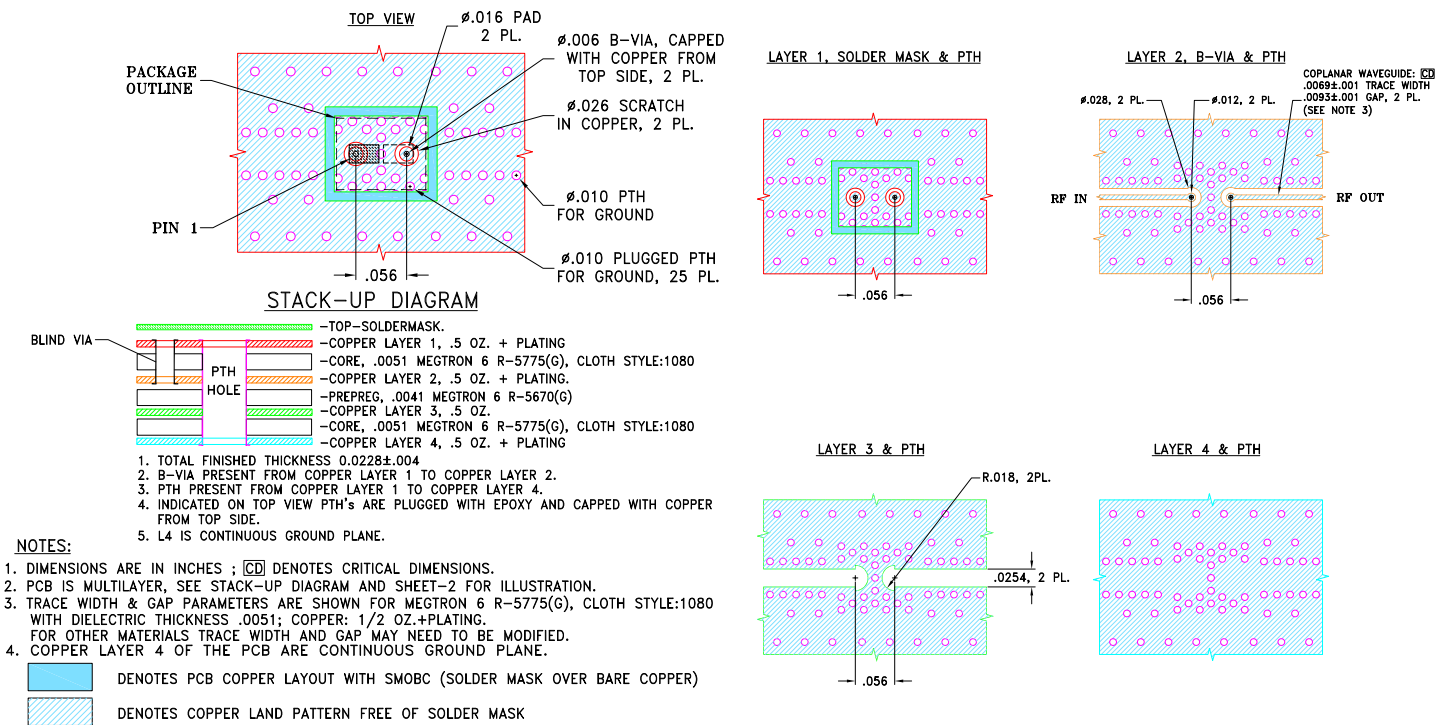 TOP VIEW
ø.016 PAD
2 PL.
ø.006 B-VIA, CAPPED
WITH COPPER FROM
TOP SIDE, 2 PL.
PACKAGE
OUTLINE
ø.026 SCRATCH
IN COPPER, 2 PL.
ø.010 PTH
FOR GROUND
PIN 1
ø.010 PLUGGED PTH
FOR GROUND, 25 PL.
.056
LAYER 1, SOLDER MASK & PTH
.056
LAYER 2, B-VIA & PTH
COPLANAR WAVEGUIDE: CD
.0069±.001 TRACE WIDTH
.0093±.001 GAP, 2 PL.
(SEE NOTE 3)
ø.028, 2 PL.
ø.012, 2 PL.
RF IN
RF OUT
.056
STACK-UP DIAGRAM
BLIND VIA
PTH
HOLE
-TOP-SOLDERMASK.
-COPPER LAYER 1, .5 OZ. + PLATING
-CORE, .0051 MEGTRON 6 R-5775(G), CLOTH STYLE:1080
-COPPER LAYER 2, .5 OZ. + PLATING.
-PREPREG, .0041 MEGTRON 6 R-5670(G)
-COPPER LAYER 3, .5 OZ.
-CORE, .0051 MEGTRON 6 R-5775(G), CLOTH STYLE:1080
-COPPER LAYER 4, .5 OZ. + PLATING
1. TOTAL FINISHED THICKNESS 0.0228±.004
2. B-VIA PRESENT FROM COPPER LAYER 1 TO COPPER LAYER 2.
3. PTH PRESENT FROM COPPER LAYER 1 TO COPPER LAYER 4.
4. INDICATED ON TOP VIEW PTH's ARE PLUGGED WITH EPOXY AND CAPPED WITH COPPER
FROM TOP SIDE.
5. L4 IS CONTINUOUS GROUND PLANE.
LAYER 3 & PTH
R.018, 2PL.
.0254, 2 PL.
.056
LAYER 4 & PTH
NOTES:
1. DIMENSIONS ARE IN INCHES ; CD DENOTES CRITICAL DIMENSIONS.
2. PCB IS MULTILAYER, SEE STACK-UP DIAGRAM AND SHEET-2 FOR ILLUSTRATION.
3. TRACE WIDTH & GAP PARAMETERS ARE SHOWN FOR MEGTRON 6 R-5775(G), CLOTH STYLE:1080
WITH DIELECTRIC THICKNESS .0051; COPPER: 1/2 OZ.+PLATING.
FOR OTHER MATERIALS TRACE WIDTH AND GAP MAY NEED TO BE MODIFIED.
4. COPPER LAYER 4 OF THE PCB ARE CONTINUOUS GROUND PLANE.
DENOTES PCB COPPER LAYOUT WITH SMOBC (SOLDER MASK OVER BARE COPPER)
DENOTES COPPER LAND PATTERN FREE OF SOLDER MASK